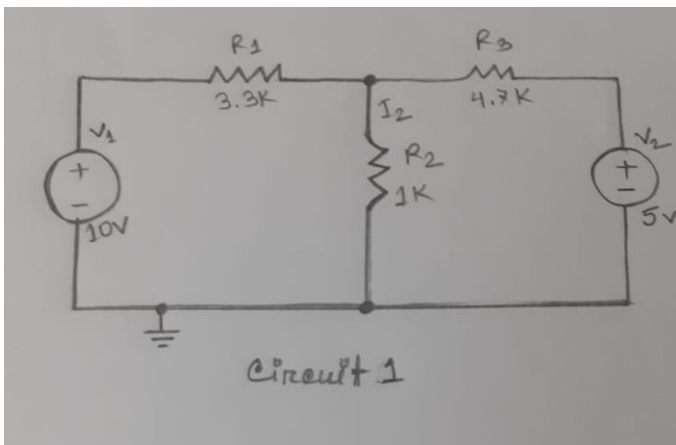 R1
3.3K
R3
4.7K
I2
R2
1K
V1
+
-
10V
V2
+
-
5V
Circuit 1